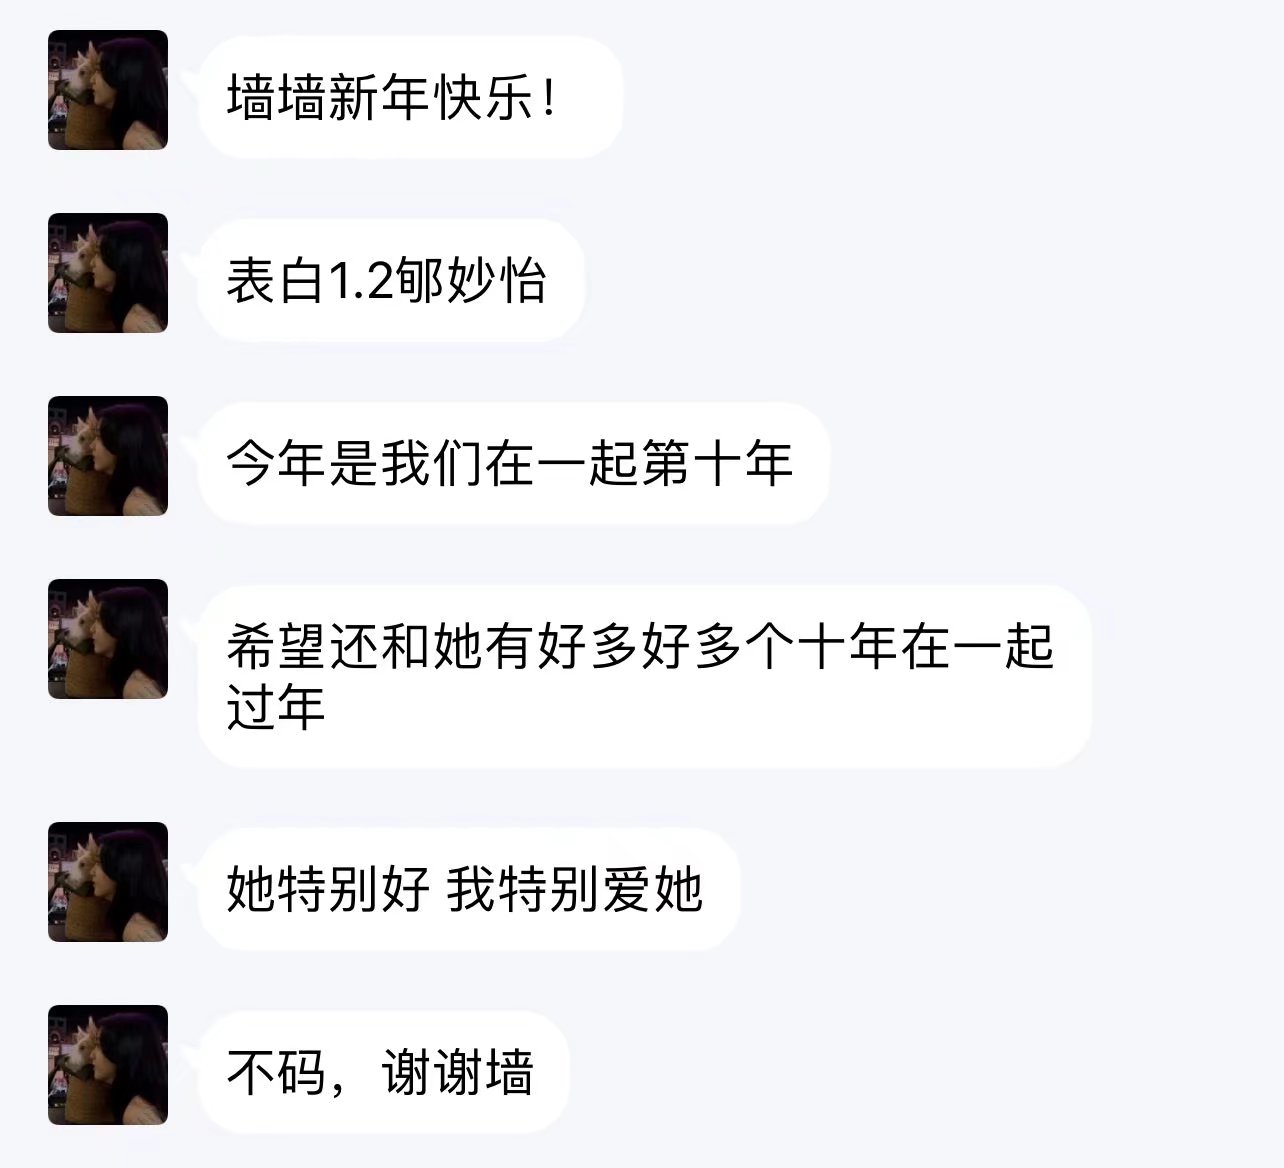 墙墙新年快乐！
表白1.2郇妙怡
今年是我们在一起第十年
希望还和她有好多好多个十年在一起
过年
她特别好 我特别爱她
不码，谢谢墙